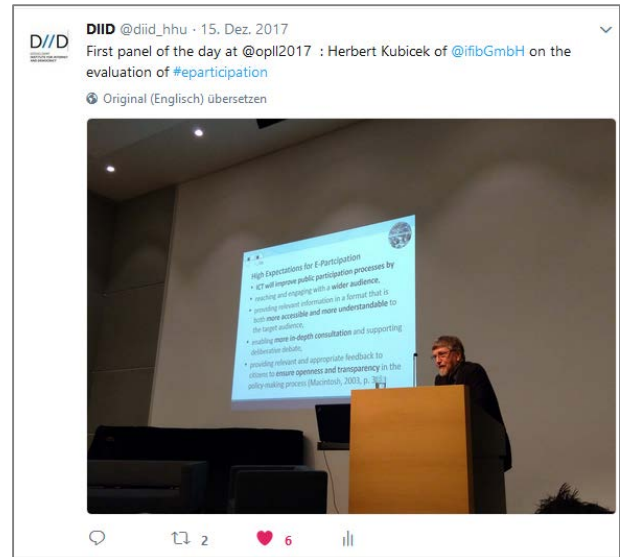 DIID @diid_hhu · 15. Dez. 2017
D//D
First panel of the day at @opll2017 : Herbert Kubicek of @ifibGmbH on the
evaluation of #eparticipation
Original (Englisch) übersetzen
High Expectations for E-Partcipation
• ICT will improve public participation processes by
• reaching and engaging with a wider audience,
• providing relevant information in a format that is
both more accessible and more understandable to
the target audience,
• enabling more in-depth consultation and supporting
deliberative debate,
• providing relevant and appropriate feedback to
citizens to ensure openness and transparency in the
policy-making process (Macintosh, 2003, p.
2
6